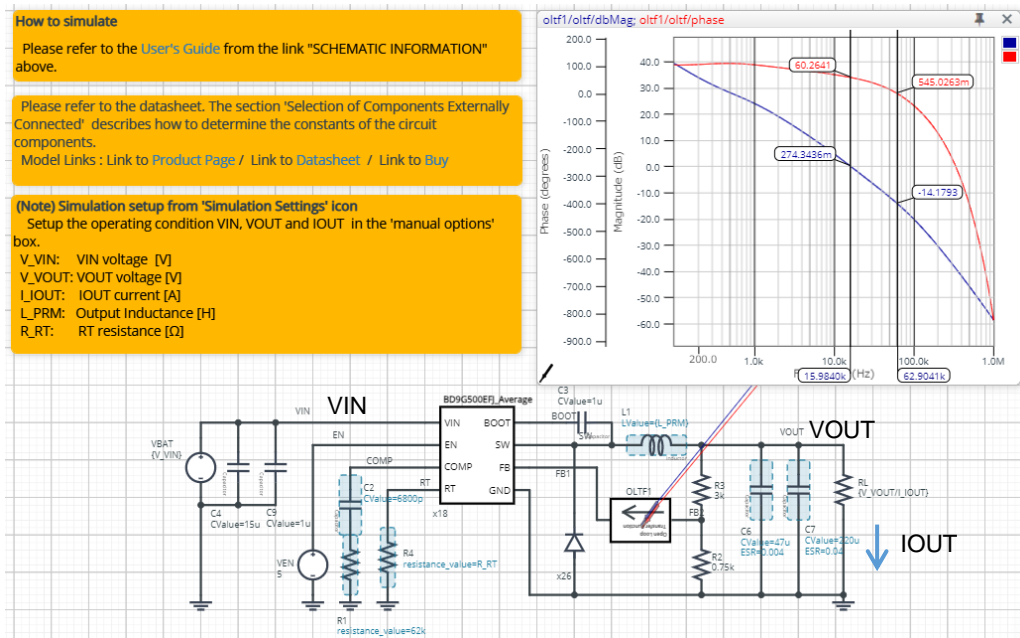 How to simulate
Please refer to the User's Guide from the link "SCHEMATIC INFORMATION"
above.
Please refer to the datasheet. The section 'Selection of Components Externally
Connected'  describes how to determine the constants of the circuit
components.
Model Links : Link to Product Page /  Link to Datasheet  /  Link to Buy
(Note) Simulation setup from 'Simulation Settings' icon
Setup the operating condition VIN, VOUT and IOUT  in the 'manual options'
box.
V_VIN:    VIN voltage  [V]
V_VOUT: VOUT voltage [V]
I_IOUT:    IOUT current [A]
L_PRM:   Output Inductance [H]
R_RT:      RT resistance [Ω]
oltf1/oltf/dbMag; oltf1/oltf/phase
200.0
100.0
0.0
-100.0
-200.0
-300.0
-400.0
-500.0
-600.0
-700.0
-800.0
-900.0
Phase (degrees)
40.0
30.0
20.0
10.0
0.0
-10.0
-20.0
-30.0
-40.0
-50.0
-60.0
Magnitude (dB)
60.2641
545.0263m
274.3436m
-14.1793
200.0
1.0k
10.0k
100.0k
1.0M
(Hz)
15.9840k
62.9041k
VIN
VIN
EN
COMP
RT
VBAT
{V_VIN}
C4
CValue=15u
C9
CValue=1u
VEN
5
C2
CValue=6800p
R1
resistance_value=62k
R4
resistance_value=R_RT
BD9G500EFJ_Average
VIN
EN
COMP
RT
BOOT
SW
FB
GND
x18
C3
CValue=1u
BOOT
SW
FB1
L1
LValue={L_PRM}
x26
OLTF1
Open Loop
Transfer Function
R3
3k
FB2
R2
0.75k
VOUT
VOUT
C6
CValue=47u
ESR=0.004
C7
CValue=220u
ESR=0.04
RL
{V_VOUT/I_IOUT}
IOUT